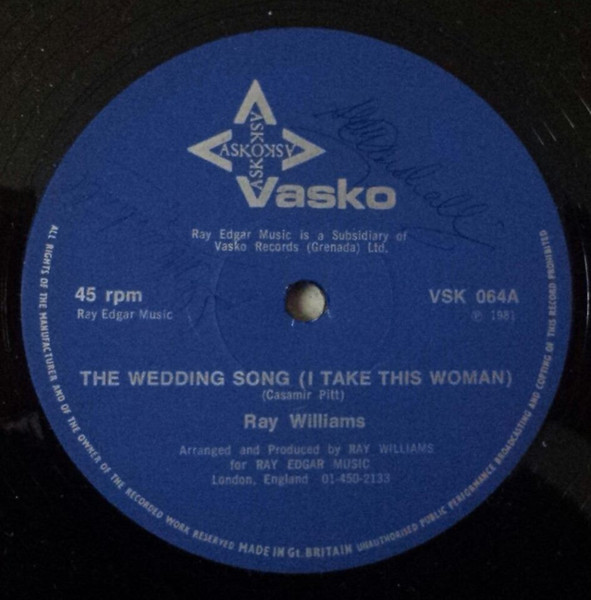 ASKOKSA
ASKOKSA
Vasko
Ray Edgar Music is a Subsidiary of
Vasko Records (Grenada) Ltd.
45 rpm
Ray Edgar Music
VSK 064A
℗ 1981
THE WEDDING SONG (I TAKE THIS WOMAN)
(Casamir Pitt)
Ray Williams
Arranged and Produced by RAY WILLIAMS
for RAY EDGAR MUSIC
London, England 01-450-2133
ALL RIGHTS OF THE MANUFACTURER AND OF THE OWNER OF THE RECORDED WORK RESERVED MADE IN Gt. BRITAIN UNAUTHORISED PUBLIC PERFORMANCE BROADCASTING AND COPYING OF THIS RECORD PROHIBITED